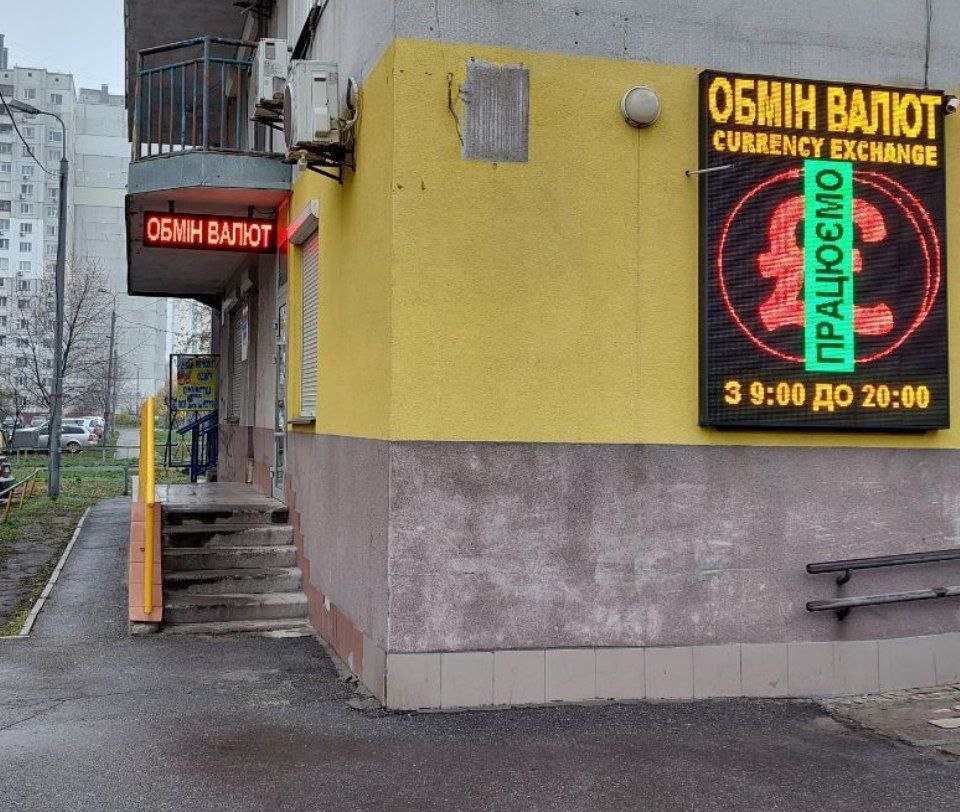 ОБМІН ВАЛЮТ
ОБМІН ВАЛЮТ
CURRENCY EXCHANGE
£
ПРАЦЮЄМО
З 9:00 ДО 20:00